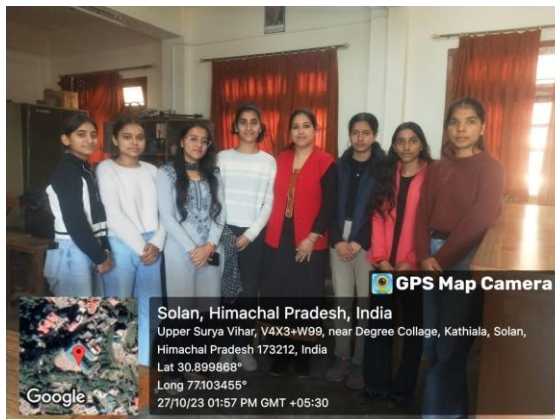 GPS Map Camera
Solan, Himachal Pradesh, India
Upper Surya Vihar, V4X3+W99, near Degree Collage, Kathiala, Solan,
Himachal Pradesh 173212, India
Lat 30.899868°
Long 77.103455°
27/10/23 01:57 PM GMT +05:30
Google